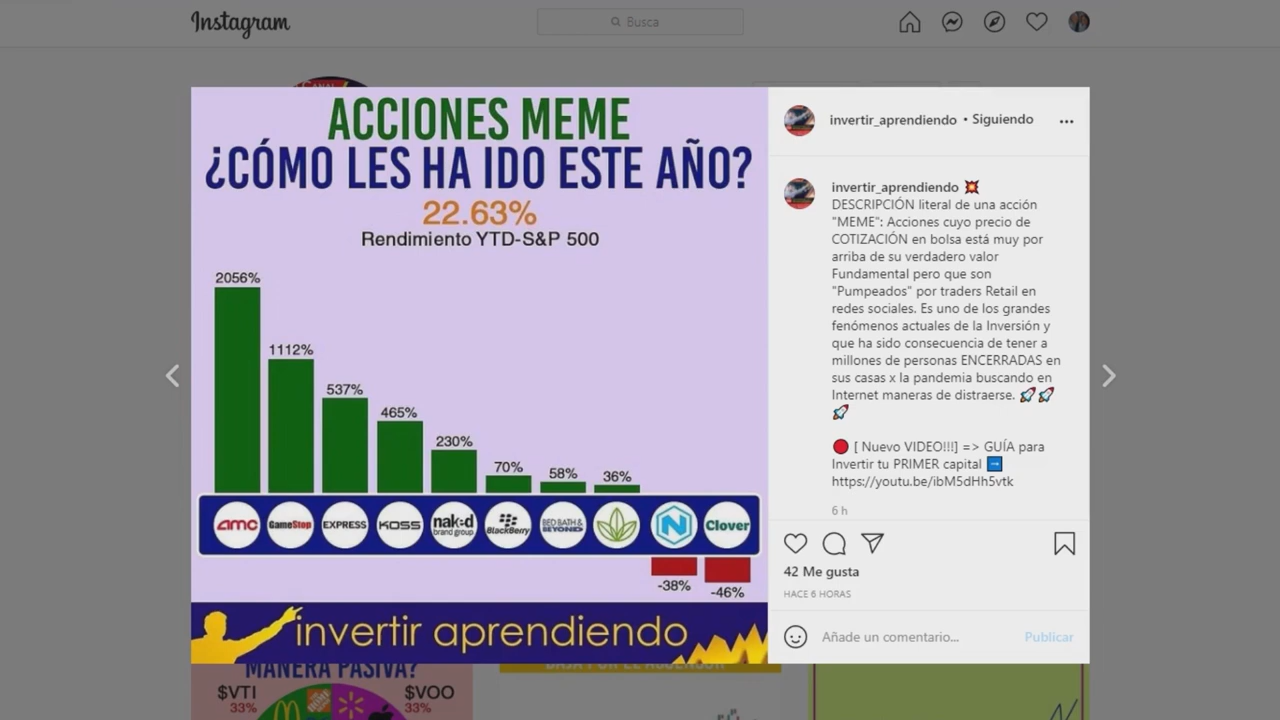 Instagram
Busca
ACCIONES MEME
¿CÓMO LES HA IDO ESTE AÑO?
22.63%
Rendimiento YTD-S&P 500
2056%
1112%
537%
465%
230%
70%
58%
36%
amc
GameStop
EXPRESS
KOSS
naked
brand group
BlackBerry
BED BATH &
BEYOND
N
Clover
-38%
-46%
invertir aprendiendo
invertir_aprendiendo • Siguiendo
invertir_aprendiendo 💥
DESCRIPCIÓN literal de una acción
"MEME": Acciones cuyo precio de
COTIZACIÓN en bolsa está muy por
arriba de su verdadero valor
Fundamental pero que son
"Pumpeados" por traders Retail en
redes sociales. Es uno de los grandes
fenómenos actuales de la Inversión y
que ha sido consecuencia de tener a
millones de personas ENCERRADAS en
sus casas x la pandemia buscando en
Internet maneras de distraerse. 🚀🚀
🚀
🔴 [ Nuevo VIDEO!!!] => GUÍA para
Invertir tu PRIMER capital ➡️
https://youtu.be/ibM5dHh5vtk
6 h
42 Me gusta
HACE 6 HORAS
Añade un comentario...
Publicar
MANERA PASIVA?
$VTI
33%
$VOO
33%